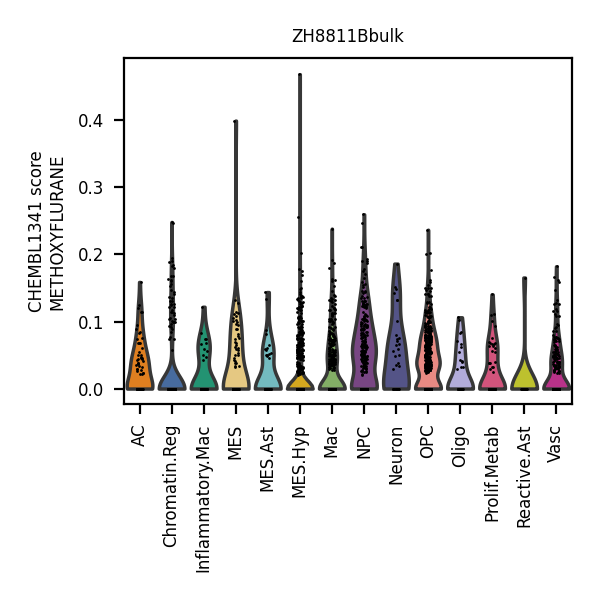 ZH8811Bbulk
CHEMBL1341 score
METHOXYFLURANE
0.4
0.3
0.2
0.1
0.0
AC
Chromatin.Reg
Inflammatory.Mac
MES
MES.Ast
MES.Hyp
Mac
NPC
Neuron
OPC
Oligo
Prolif.Metab
Reactive.Ast
Vasc